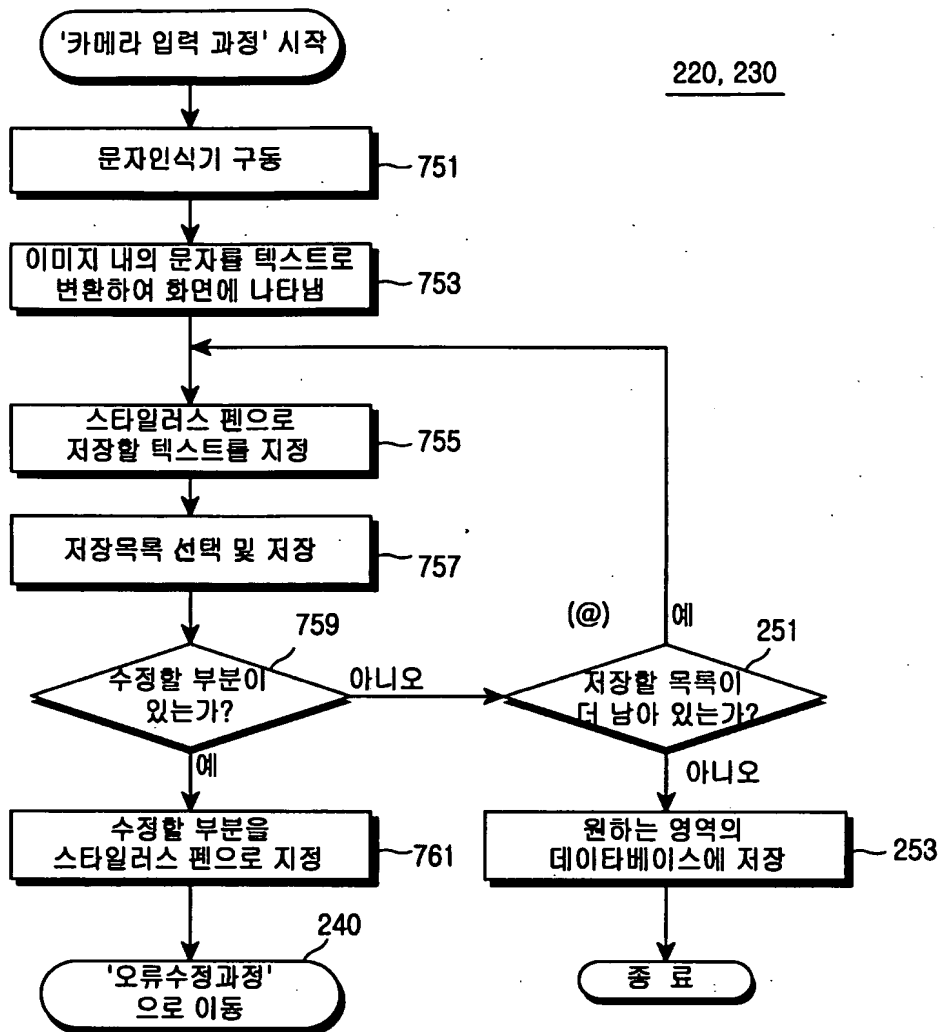 '카메라 입력 과정' 시작
220, 230
문자인식기 구동
751
이미지 내의 문자를 텍스트로
변환하여 화면에 나타냄
753
스타일러스 펜으로
저장할 텍스트를 지정
755
저장목록 선택 및 저장
757
(@)
예
759
251
수정할 부분이
있는가?
아니오
저장할 목록이
더 남아 있는가?
예
아니오
수정할 부분을
스타일러스 펜으로 지정
761
원하는 영역의
데이타베이스에 저장
253
240
'오류수정과정'
으로 이동
종 료